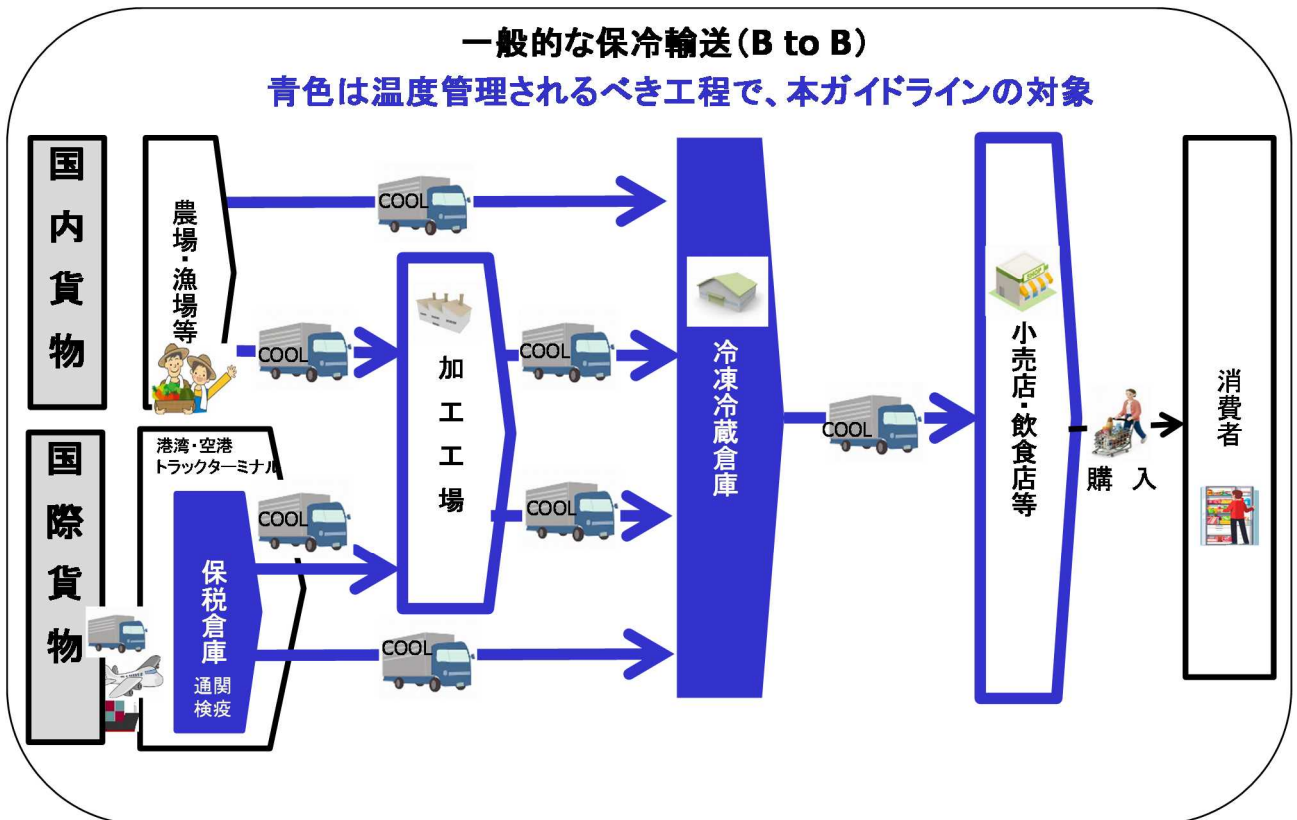 一般的な保冷輸送(B to B)
青色は温度管理されるべき工程で、本ガイドラインの対象
国内貨物
農場・漁場等
COOL
COOL
加工工場
COOL
COOL
冷凍冷蔵倉庫
COOL
SHOP
小売店・飲食店等
購入
消費者
国際貨物
港湾・空港
トラックターミナル
保税倉庫
通関
検疫
COOL
COOL